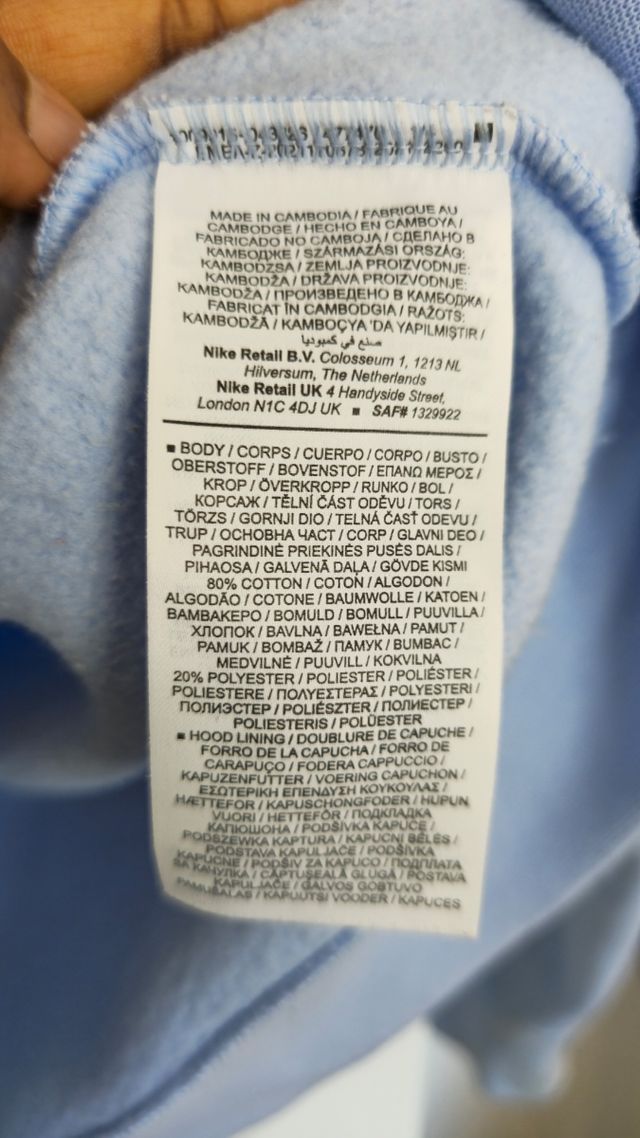 MADE IN CAMBODIA / FABRIQUE AU
CAMBODGE / HECHO EN CAMBOYA /
FABRICADO NO CAMBOJA / СДЕЛАНО В
КАМБОДЖЕ / SZÁRMAZÁSI ORSZÁG:
KAMBODZSA / ZEMLJA PROIZVODNJE:
KAMBODŽA / DRŽAVA PROIZVODNJE:
KAMBODŽA / ПРОИЗВЕДЕНО В КАМБОДЖА /
FABRICAT ÎN CAMBODGIA / RAŽOTS:
KAMBODŽĀ / KAMBOÇYA 'DA YAPILMIŞTIR /
صنع في كمبوديا
Nike Retail B.V. Colosseum 1, 1213 NL
Hilversum, The Netherlands
Nike Retail UK 4 Handyside Street,
London N1C 4DJ UK ■ SAF# 1329922
■ BODY / CORPS / CUERPO / CORPO / BUSTO /
OBERSTOFF / BOVENSTOF / ΕΠΑΝΩ ΜΕΡΟΣ /
KROP / ÖVERKROPP / RUNKO / BOL /
КОРСАЖ / TĚLNÍ ČÁST ODĚVU / TORS /
TÖRZS / GORNJI DIO / TELNÁ ČASŤ ODEVU /
TRUP / ОСНОВНА ЧАСТ / CORP / GLAVNI DEO /
PAGRINDINĖ PRIEKINĖS PUSĖS DALIS /
PIHAOSA / GALVENĀ DAĻA / GÖVDE KISMI
80% COTTON / COTON / ALGODON /
ALGODÃO / COTONE / BAUMWOLLE / KATOEN /
ΒΑΜΒΑΚΕΡΟ / BOMULD / BOMULL / PUUVILLA /
ХЛОПОК / BAVLNA / BAWEŁNA / PAMUT /
PAMUK / BOMBAŽ / ПАМУК / BUMBAC /
MEDVILNĖ / PUUVILL / KOKVILNA
20% POLYESTER / POLIESTER / POLIÉSTER /
POLIESTERE / ΠΟΛΥΕΣΤΕΡΑΣ / POLYESTERI /
ПОЛИЭСТЕР / POLIÉSZTER / ПОЛИЕСТЕР /
POLIESTERIS / POLÜESTER
■ HOOD LINING / DOUBLURE DE CAPUCHE /
FORRO DE LA CAPUCHA / FORRO DE
CARAPUÇO / FODERA CAPPUCCIO /
KAPUZENFUTTER / VOERING CAPUCHON /
ΕΣΩΤΕΡΙΚΗ ΕΠΕΝΔΥΣΗ ΚΟΥΚΟΥΛΑΣ /
HÆTTEFOR / KAPUSCHONGFODER / HUPUN
VUORI / HETTEFÔR / ПОДКЛАДКА
КАПЮШОНА / PODŠÍVKA KAPUCE /
PODSZEWKA KAPTURA / KAPUCNI BÉLÉS /
PODSTAVA KAPULJAČE / PODŠÍVKA
KAPUCNE / PODŠIV ZA KAPUCO / ПОДПЛАТА
ЗА КАЧУЛКА / CĂPTUŞEALĂ GLUGĂ / POSTAVA
KAPULJAČE / GALVOS GOBTUVO
PAMUŠALAS / KAPUUTSI VOODER / KAPUCES